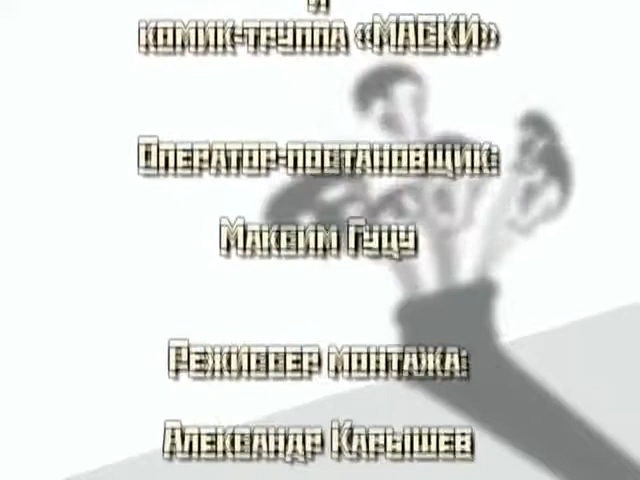 и
комик-труппа «МАСКИ»
Оператор-постановщик:
Максим Гуцу
Режиссер монтажа:
Александр Карышев